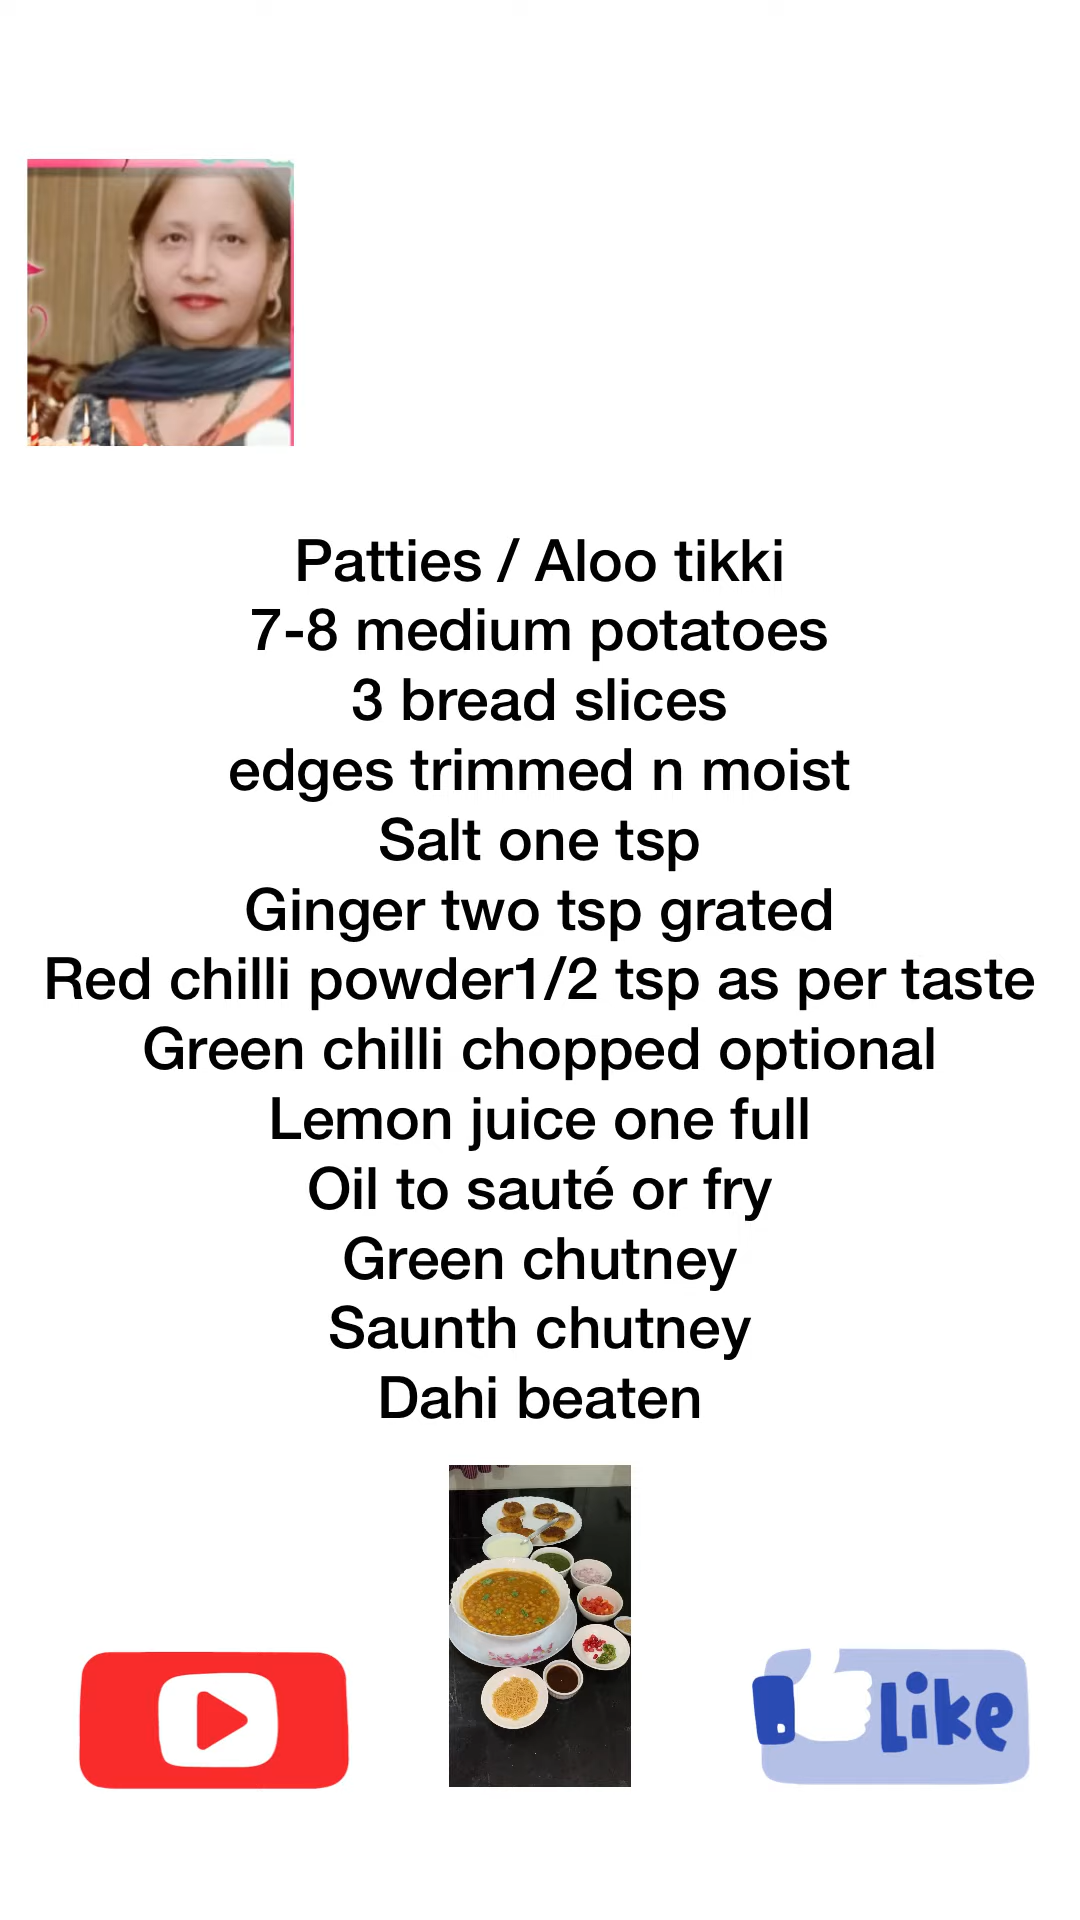 Patties / Aloo tikki
7-8 medium potatoes
3 bread slices
edges trimmed n moist
Salt one tsp
Ginger two tsp grated
Red chilli powder1/2 tsp as per taste
Green chilli chopped optional
Lemon juice one full
Oil to sauté or fry
Green chutney
Saunth chutney
Dahi beaten
Like